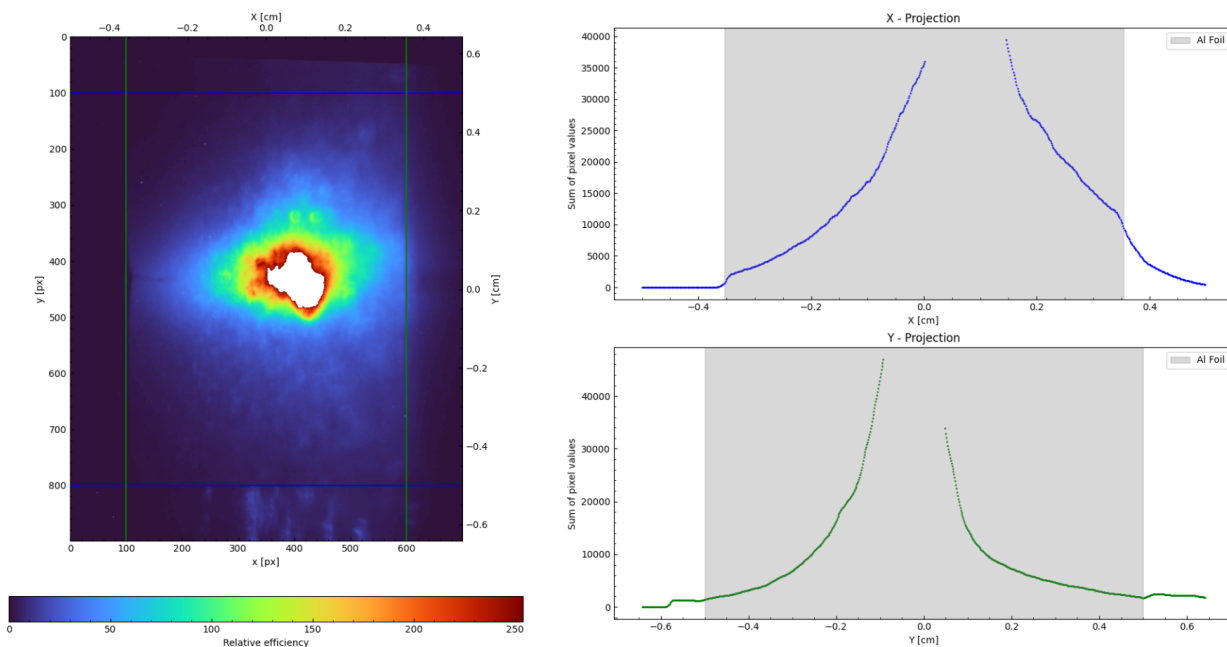 X [cm]
−0.4 −0.2 0.0 0.2 0.4
0
100
200
300
400
500
600
700
800
y [px]
0 100 200 300 400 500 600
x [px]
0.6
0.4
0.2
0.0
−0.2
−0.4
−0.6
Y [cm]
0 50 100 150 200 250
Relative efficiency
X - Projection
Al Foil
40000
35000
30000
25000
20000
15000
10000
5000
0
Sum of pixel values
−0.4 −0.2 0.0 0.2 0.4
X [cm]
Y - Projection
Al Foil
40000
30000
20000
10000
0
Sum of pixel values
−0.6 −0.4 −0.2 0.0 0.2 0.4 0.6
Y [cm]